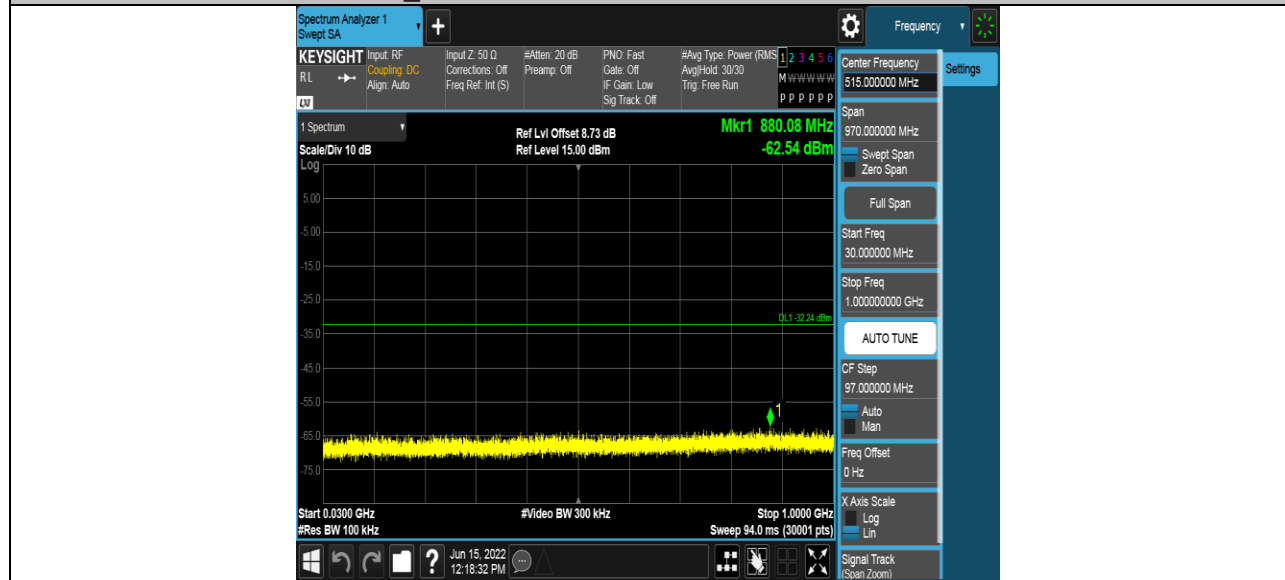 Spectrum Analyzer 1
Swept SA
+
Frequency
KEYSIGHT
RL
LXI
Input: RF
Coupling: DC
Align: Auto
Input Z: 50 Ω
Corrections: Off
Freq Ref: Int (S)
#Atten: 20 dB
Preamp: Off
PNO: Fast
Gate: Off
IF Gain: Low
Sig Track: Off
#Avg Type: Power (RMS
Avg|Hold: 30/30
Trig: Free Run
1 2 3 4 5 6
M W W W W W
P P P P P P
1 Spectrum
Scale/Div 10 dB
Log
Ref Lvl Offset 8.73 dB
Ref Level 15.00 dBm
Mkr1 880.08 MHz
-62.54 dBm
5.00
-5.00
-15.0
-25.0
DL1 -32.24 dBm
-35.0
-45.0
-55.0
1
-65.0
-75.0
Start 0.0300 GHz
#Res BW 100 kHz
#Video BW 300 kHz
Stop 1.0000 GHz
Sweep 94.0 ms (30001 pts)
?
Jun 15, 2022
12:18:32 PM
Center Frequency
515.000000 MHz
Settings
Span
970.000000 MHz
Swept Span
Zero Span
Full Span
Start Freq
30.000000 MHz
Stop Freq
1.000000000 GHz
AUTO TUNE
CF Step
97.000000 MHz
Auto
Man
Freq Offset
0 Hz
X Axis Scale
Log
Lin
Signal Track
(Span Zoom)